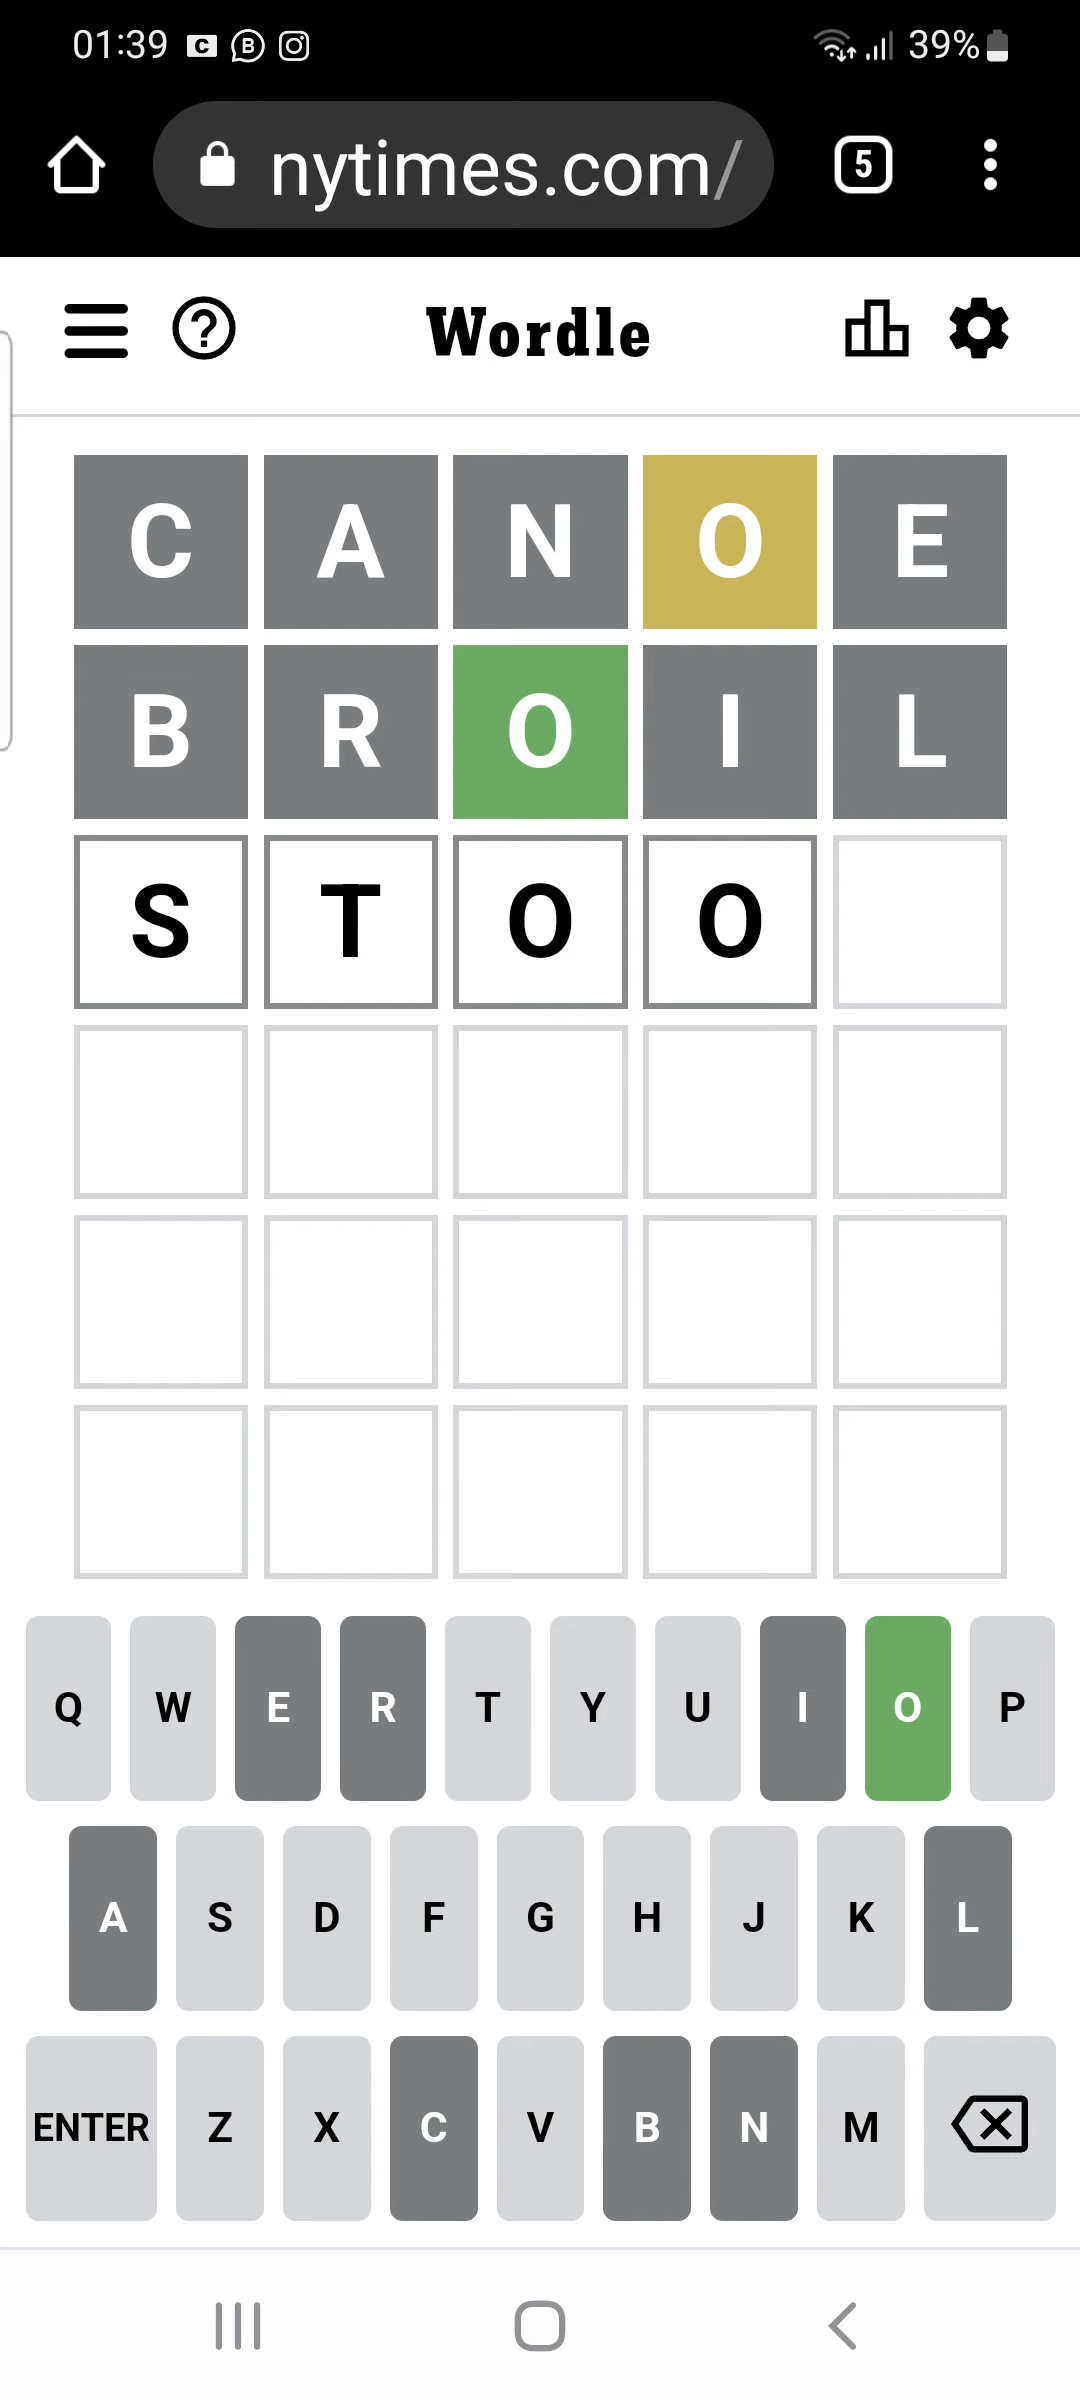 01:39 C B 39%
nytimes.com/ 5
? Wordle
C A N O E
B R O I L
S T O O
Q W E R T Y U I O P
A S D F G H J K L
ENTER Z X C V B N M